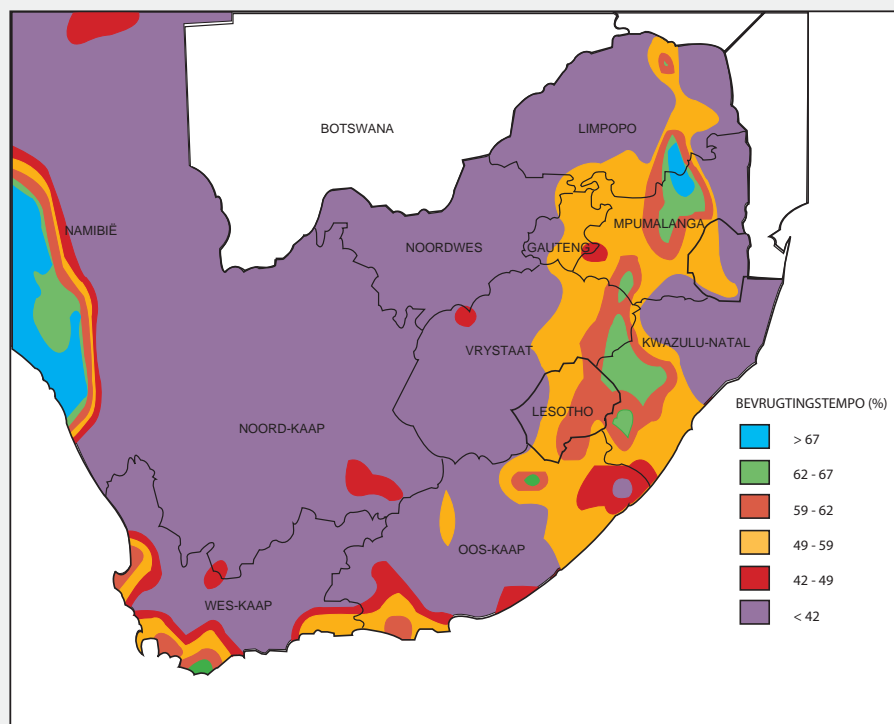 BOTSWANA
LIMPOPO
NAMIBIË
NOORDWES
GAUTENG
MPUMALANGA
VRYSTAAT
KWAZULU-NATAL
LESOTHO
NOORD-KAAP
OOS-KAAP
WES-KAAP
BEVRUGTINGSTEMPO (%)
> 67
62 - 67
59 - 62
49 - 59
42 - 49
< 42